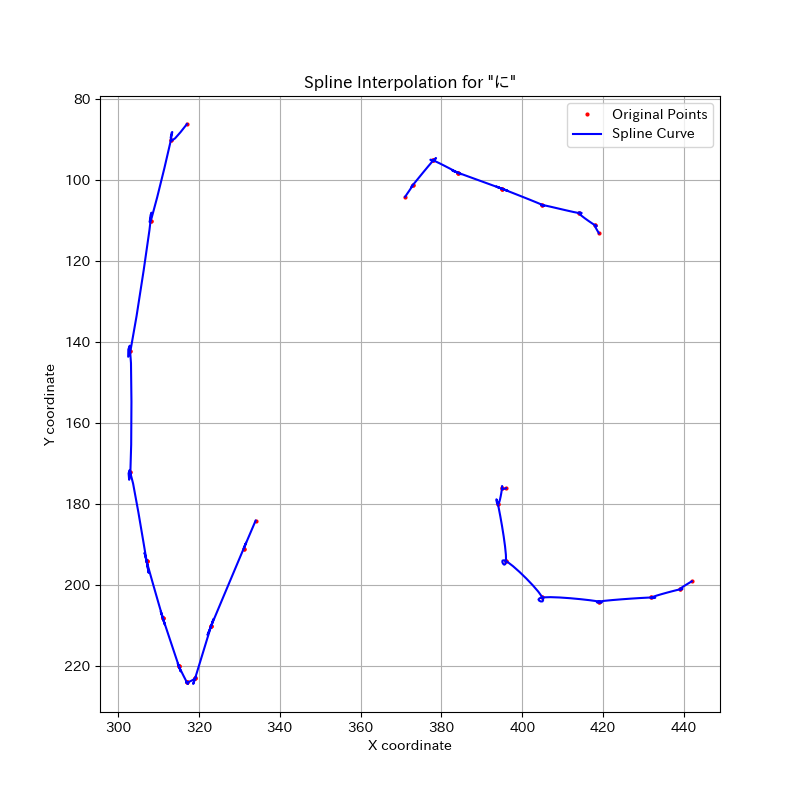 Spline Interpolation for "に"
Original Points
Spline Curve
80
100
120
140
160
180
200
220
Y coordinate
300 320 340 360 380 400 420 440
X coordinate